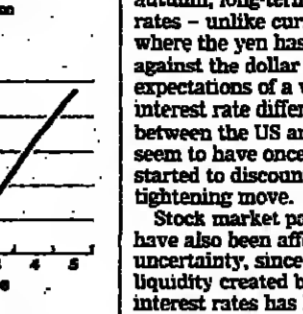 autumn, long-term
rates – unlike cur
where the yen has
against the dollar
expectations of a w
interest rate differ
between the US an
seem to have once
started to discoun
tightening move.
Stock market pa
have also been aff
uncertainty, since
liquidity created b
interest rates has
4 5